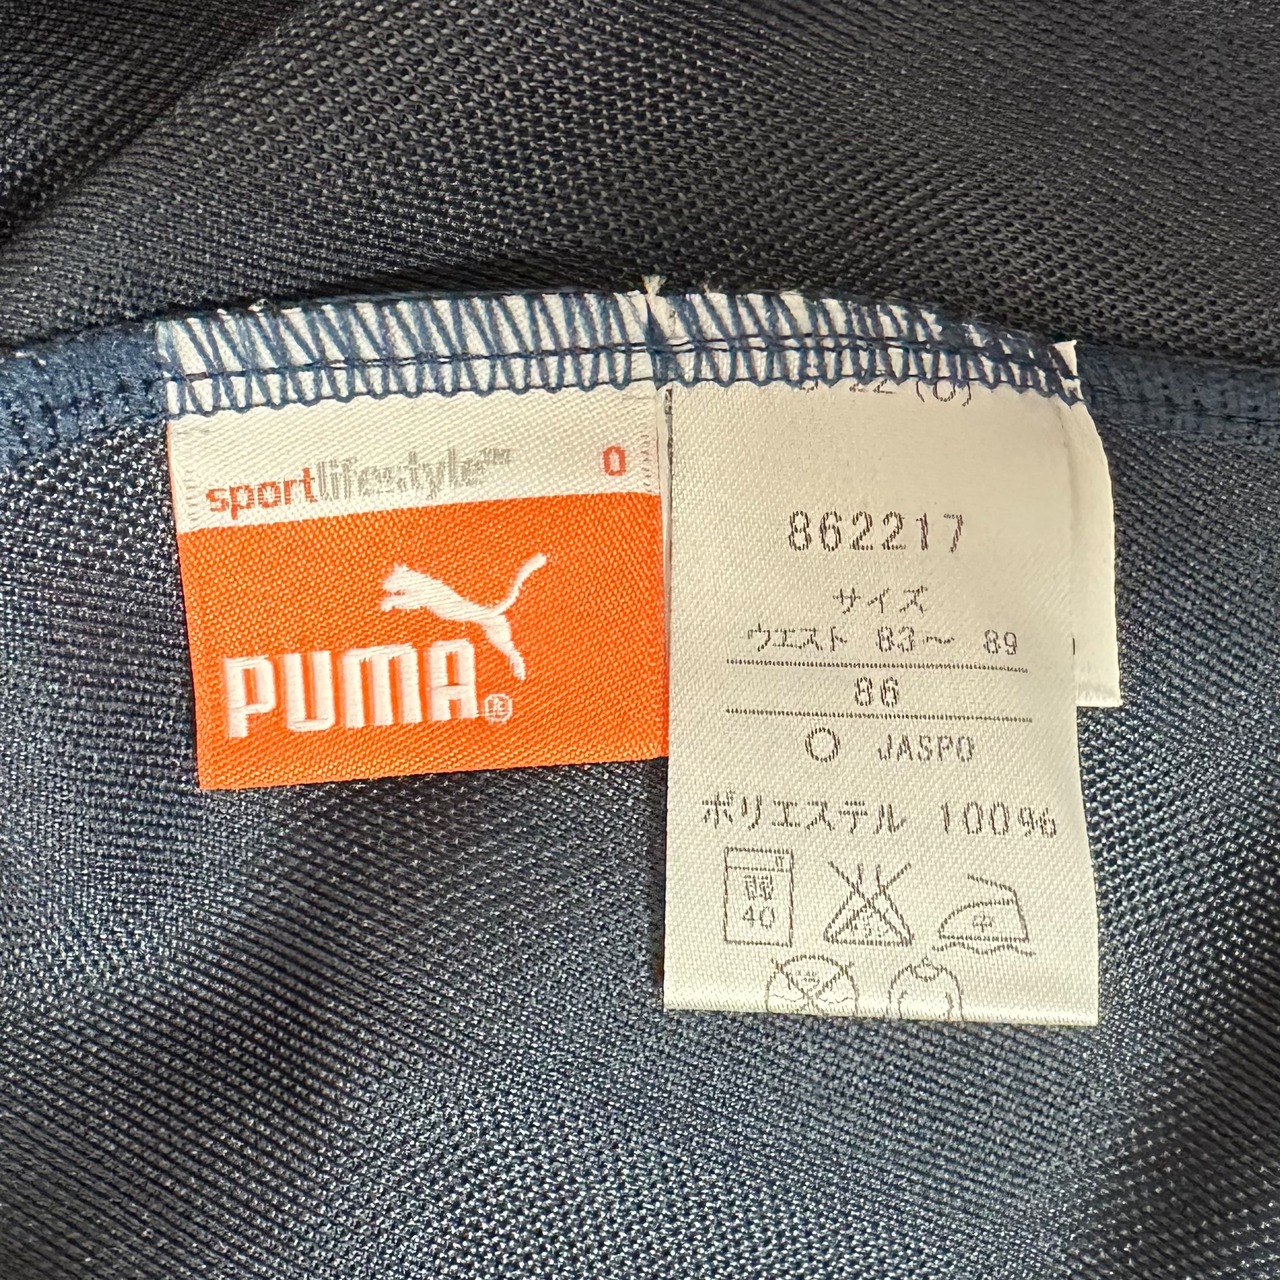 sportlifestyle™ O
PUMA®
862217
サイズ
ウエスト 83～ 89
86
O JASPO
ポリエステル 100%
40
中